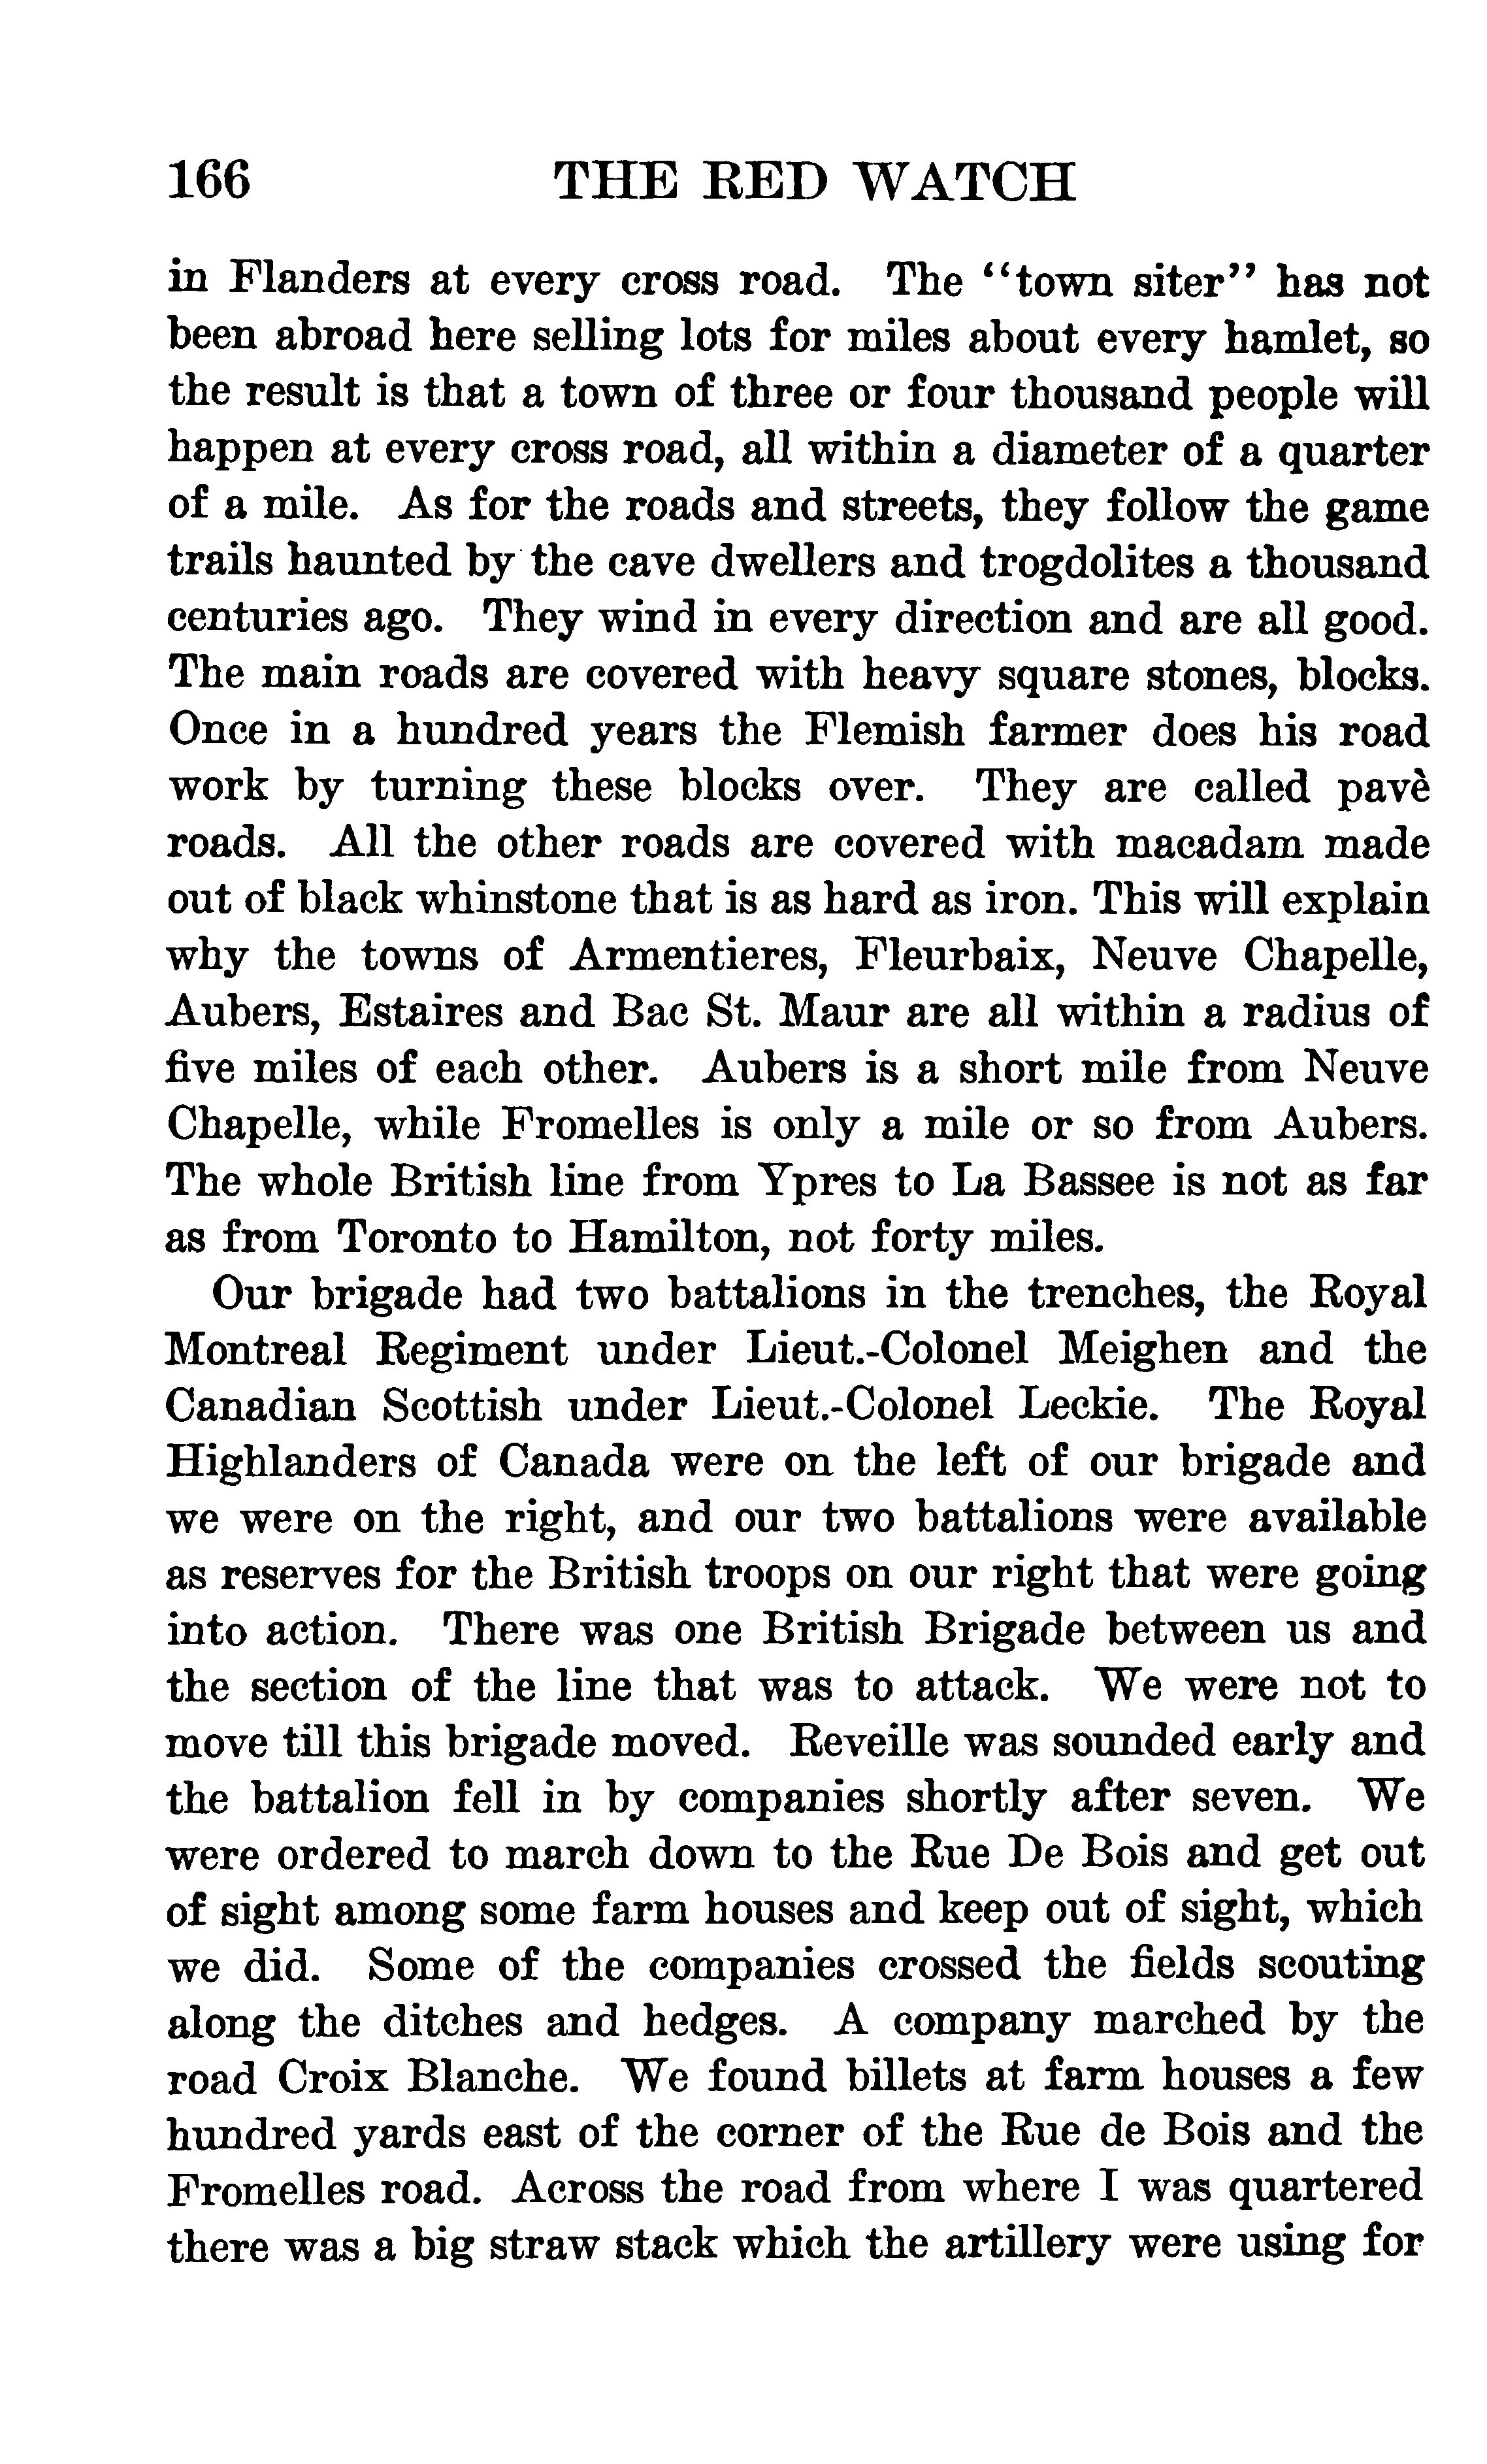 166 THE RED WATCH
in Flanders at every cross road. The "town siter" has not
been abroad here selling lots for miles about every hamlet, so
the result is that a town of three or four thousand people will
happen at every cross road, all within a diameter of a quarter
of a mile. As for the roads and streets, they follow the game
trails haunted by the cave dwellers and trogdolites a thousand
centuries ago. They wind in every direction and are all good.
The main roads are covered with heavy square stones, blocks.
Once in a hundred years the Flemish farmer does his road
work by turning these blocks over. They are called pavè
roads. All the other roads are covered with macadam made
out of black whinstone that is as hard as iron. This will explain
why the towns of Armentieres, Fleurbaix, Neuve Chapelle,
Aubers, Estaires and Bac St. Maur are all within a radius of
five miles of each other. Aubers is a short mile from Neuve
Chapelle, while Fromelles is only a mile or so from Aubers.
The whole British line from Ypres to La Bassee is not as far
as from Toronto to Hamilton, not forty miles.
Our brigade had two battalions in the trenches, the Royal
Montreal Regiment under Lieut.-Colonel Meighen and the
Canadian Scottish under Lieut.-Colonel Leckie. The Royal
Highlanders of Canada were on the left of our brigade and
we were on the right, and our two battalions were available
as reserves for the British troops on our right that were going
into action. There was one British Brigade between us and
the section of the line that was to attack. We were not to
move till this brigade moved. Reveille was sounded early and
the battalion fell in by companies shortly after seven. We
were ordered to march down to the Rue De Bois and get out
of sight among some farm houses and keep out of sight, which
we did. Some of the companies crossed the fields scouting
along the ditches and hedges. A company marched by the
road Croix Blanche. We found billets at farm houses a few
hundred yards east of the corner of the Rue de Bois and the
Fromelles road. Across the road from where I was quartered
there was a big straw stack which the artillery were using for